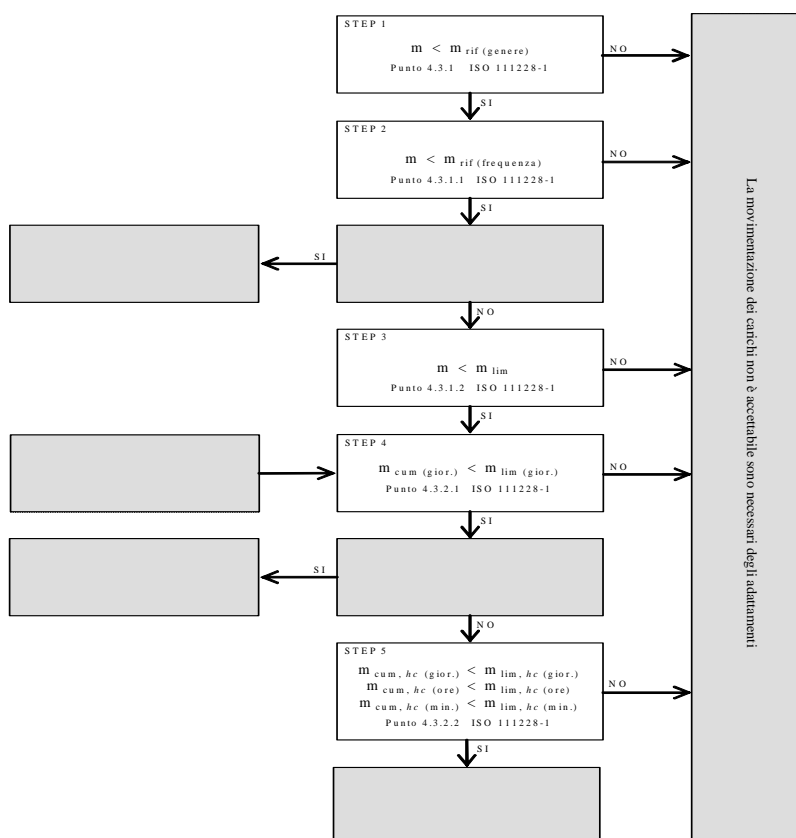 STEP 1
m < m rif (genere)
Punto 4.3.1 ISO 111228-1
NO
SI
STEP 2
m < m rif (frequenza)
Punto 4.3.1.1 ISO 111228-1
NO
SI
SI
NO
STEP 3
m < m lim
Punto 4.3.1.2 ISO 111228-1
NO
SI
STEP 4
m cum (gior.) < m lim (gior.)
Punto 4.3.2.1 ISO 111228-1
NO
SI
SI
NO
STEP 5
m cum, hc (gior.) < m lim, hc (gior.)
m cum, hc (ore) < m lim, hc (ore)
m cum, hc (min.) < m lim, hc (min.)
Punto 4.3.2.2 ISO 111228-1
NO
SI
La movimentazione dei carichi non è accettabile sono necessari degli adattamenti